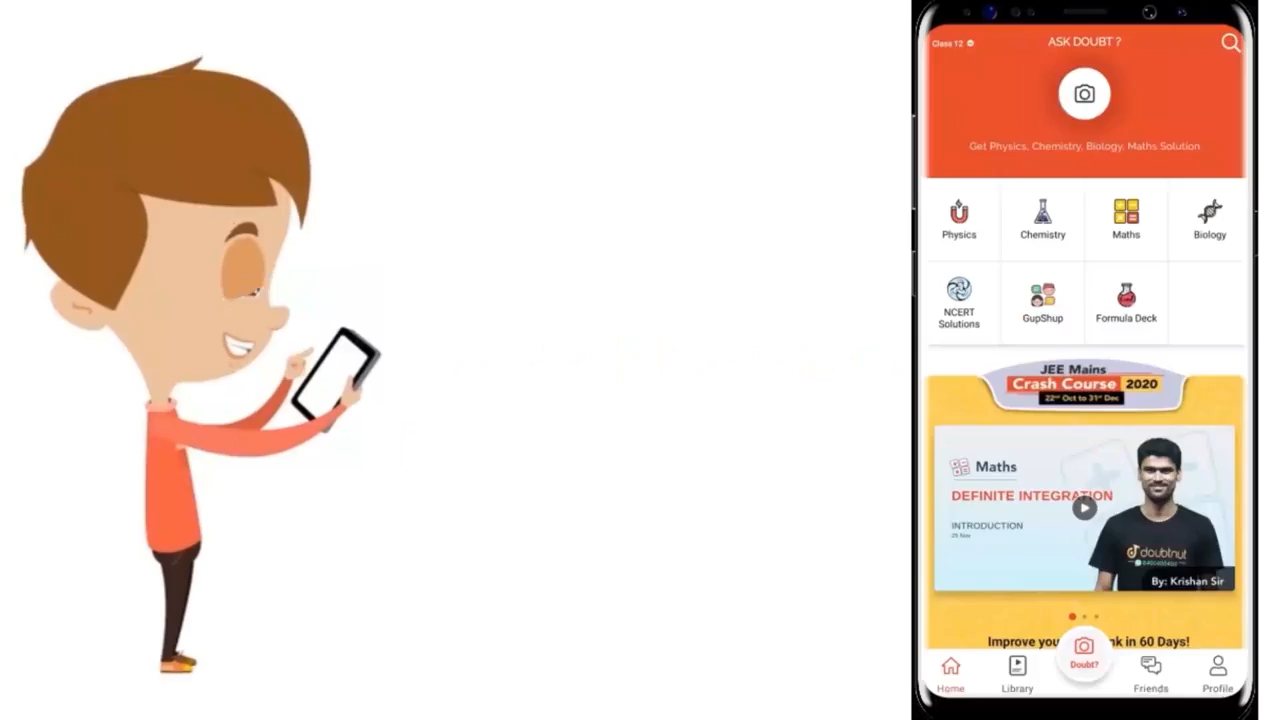 Class 12
ASK DOUBT ?
Get Physics, Chemistry, Biology, Maths Solution
Physics
Chemistry
Maths
Biology
NCERT
Solutions
GupShup
Formula Deck
JEE Mains
Crash Course 2020
22nd Oct to 31st Dec
Maths
DEFINITE INTEGRATION
INTRODUCTION
doubtnut
By: Krishan Sir
Improve your nk in 60 Days!
Doubt?
Home
Library
Friends
Profile